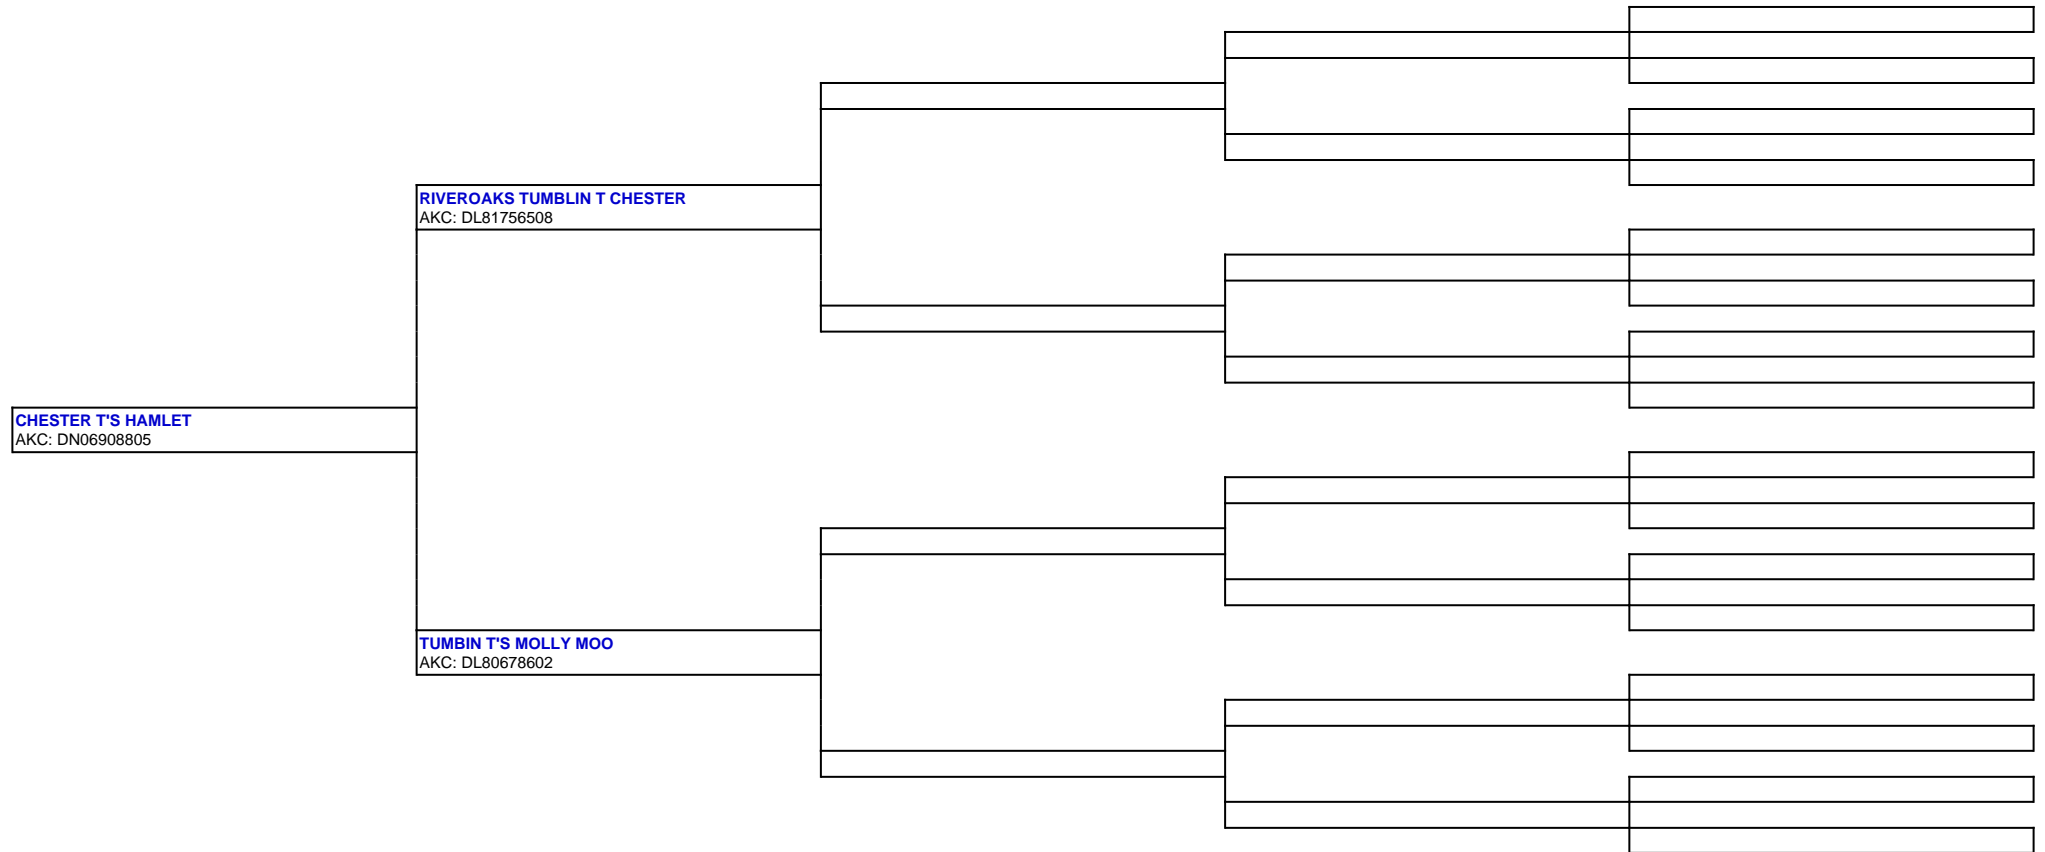 RIVEROAKS TUMBLIN T CHESTER
AKC: DL81756508
CHESTER T'S HAMLET
AKC: DN06908805
TUMBIN T'S MOLLY MOO
AKC: DL80678602